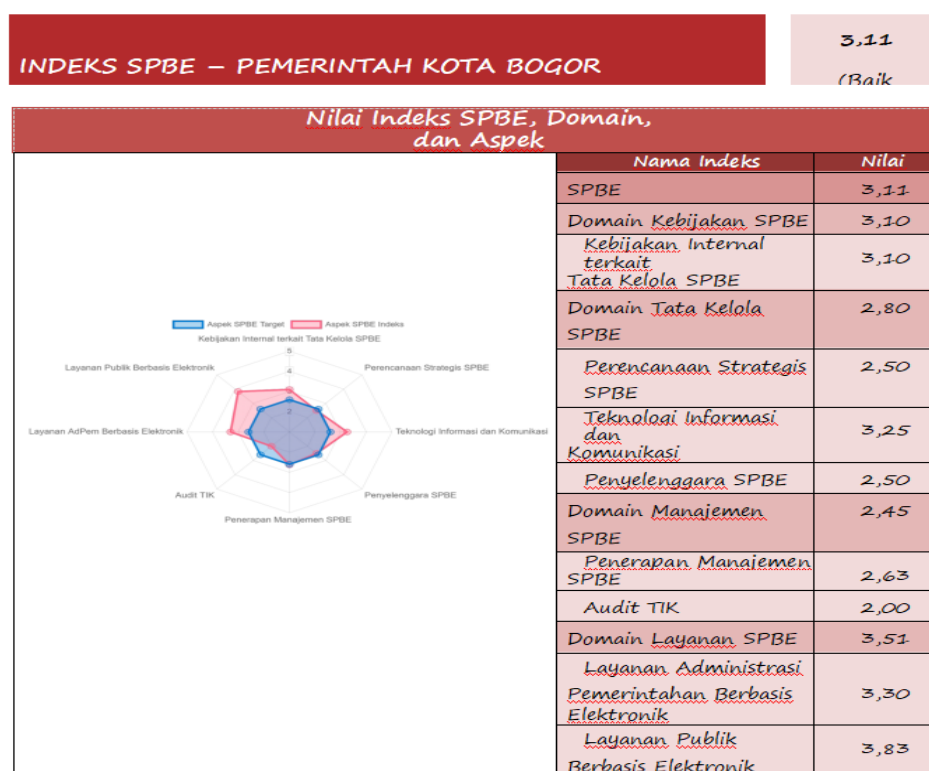 INDEKS SPBE – PEMERINTAH KOTA BOGOR
3,11
(Baik
Nilai Indeks SPBE, Domain,
dan Aspek
Nama Indeks Nilai
SPBE 3,11
Domain Kebijakan SPBE 3,10
Kebijakan Internal
terkait
Tata Kelola SPBE
3,10
Domain Tata Kelola
SPBE
2,80
Perencanaan Strategis
SPBE
2,50
Teknologi Informasi
dan
Komunikasi
3,25
Penyelenggara SPBE 2,50
Domain Manajemen
SPBE
2,45
Penerapan Manajemen
SPBE
2,63
Audit TIK 2,00
Domain Layanan SPBE 3,51
Layanan Administrasi
Pemerintahan Berbasis
Elektronik
3,30
Layanan Publik
Berbasis Elektronik
3,83
Aspek SPBE Target Aspek SPBE Indeks
Kebijakan Internal terkait Tata Kelola SPBE
5
4
2
Layanan Publik Berbasis Elektronik
Perencanaan Strategis SPBE
Layanan AdPem Berbasis Elektronik
Teknologi Informasi dan Komunikasi
Audit TIK
Penyelenggara SPBE
Penerapan Manajemen SPBE